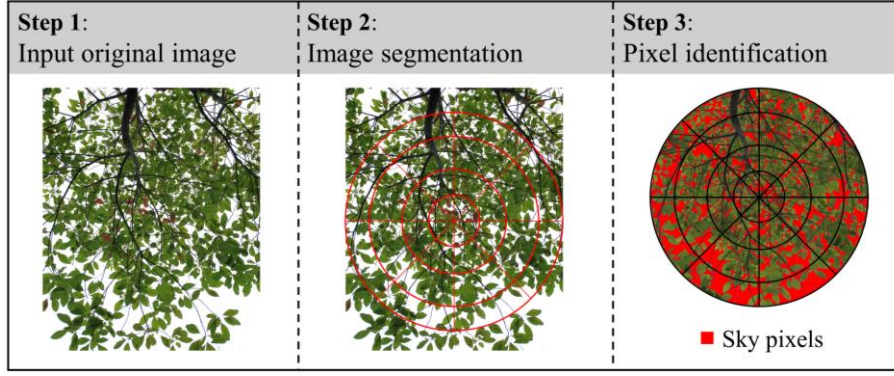 Step 1:
Input original image
Step 2:
Image segmentation
Step 3:
Pixel identification
Sky pixels